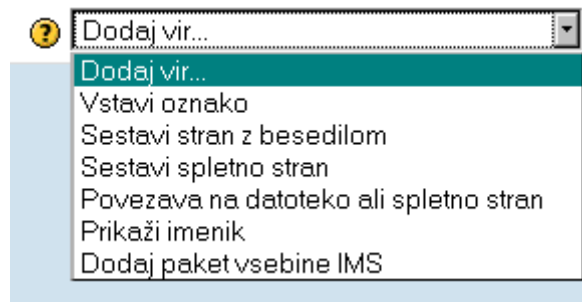 Dodaj vir...
Dodaj vir...
Vstavi oznako
Sestavi stran z besedilom
Sestavi spletno stran
Povezava na datoteko ali spletno stran
Prikaži imenik
Dodaj paket vsebine IMS